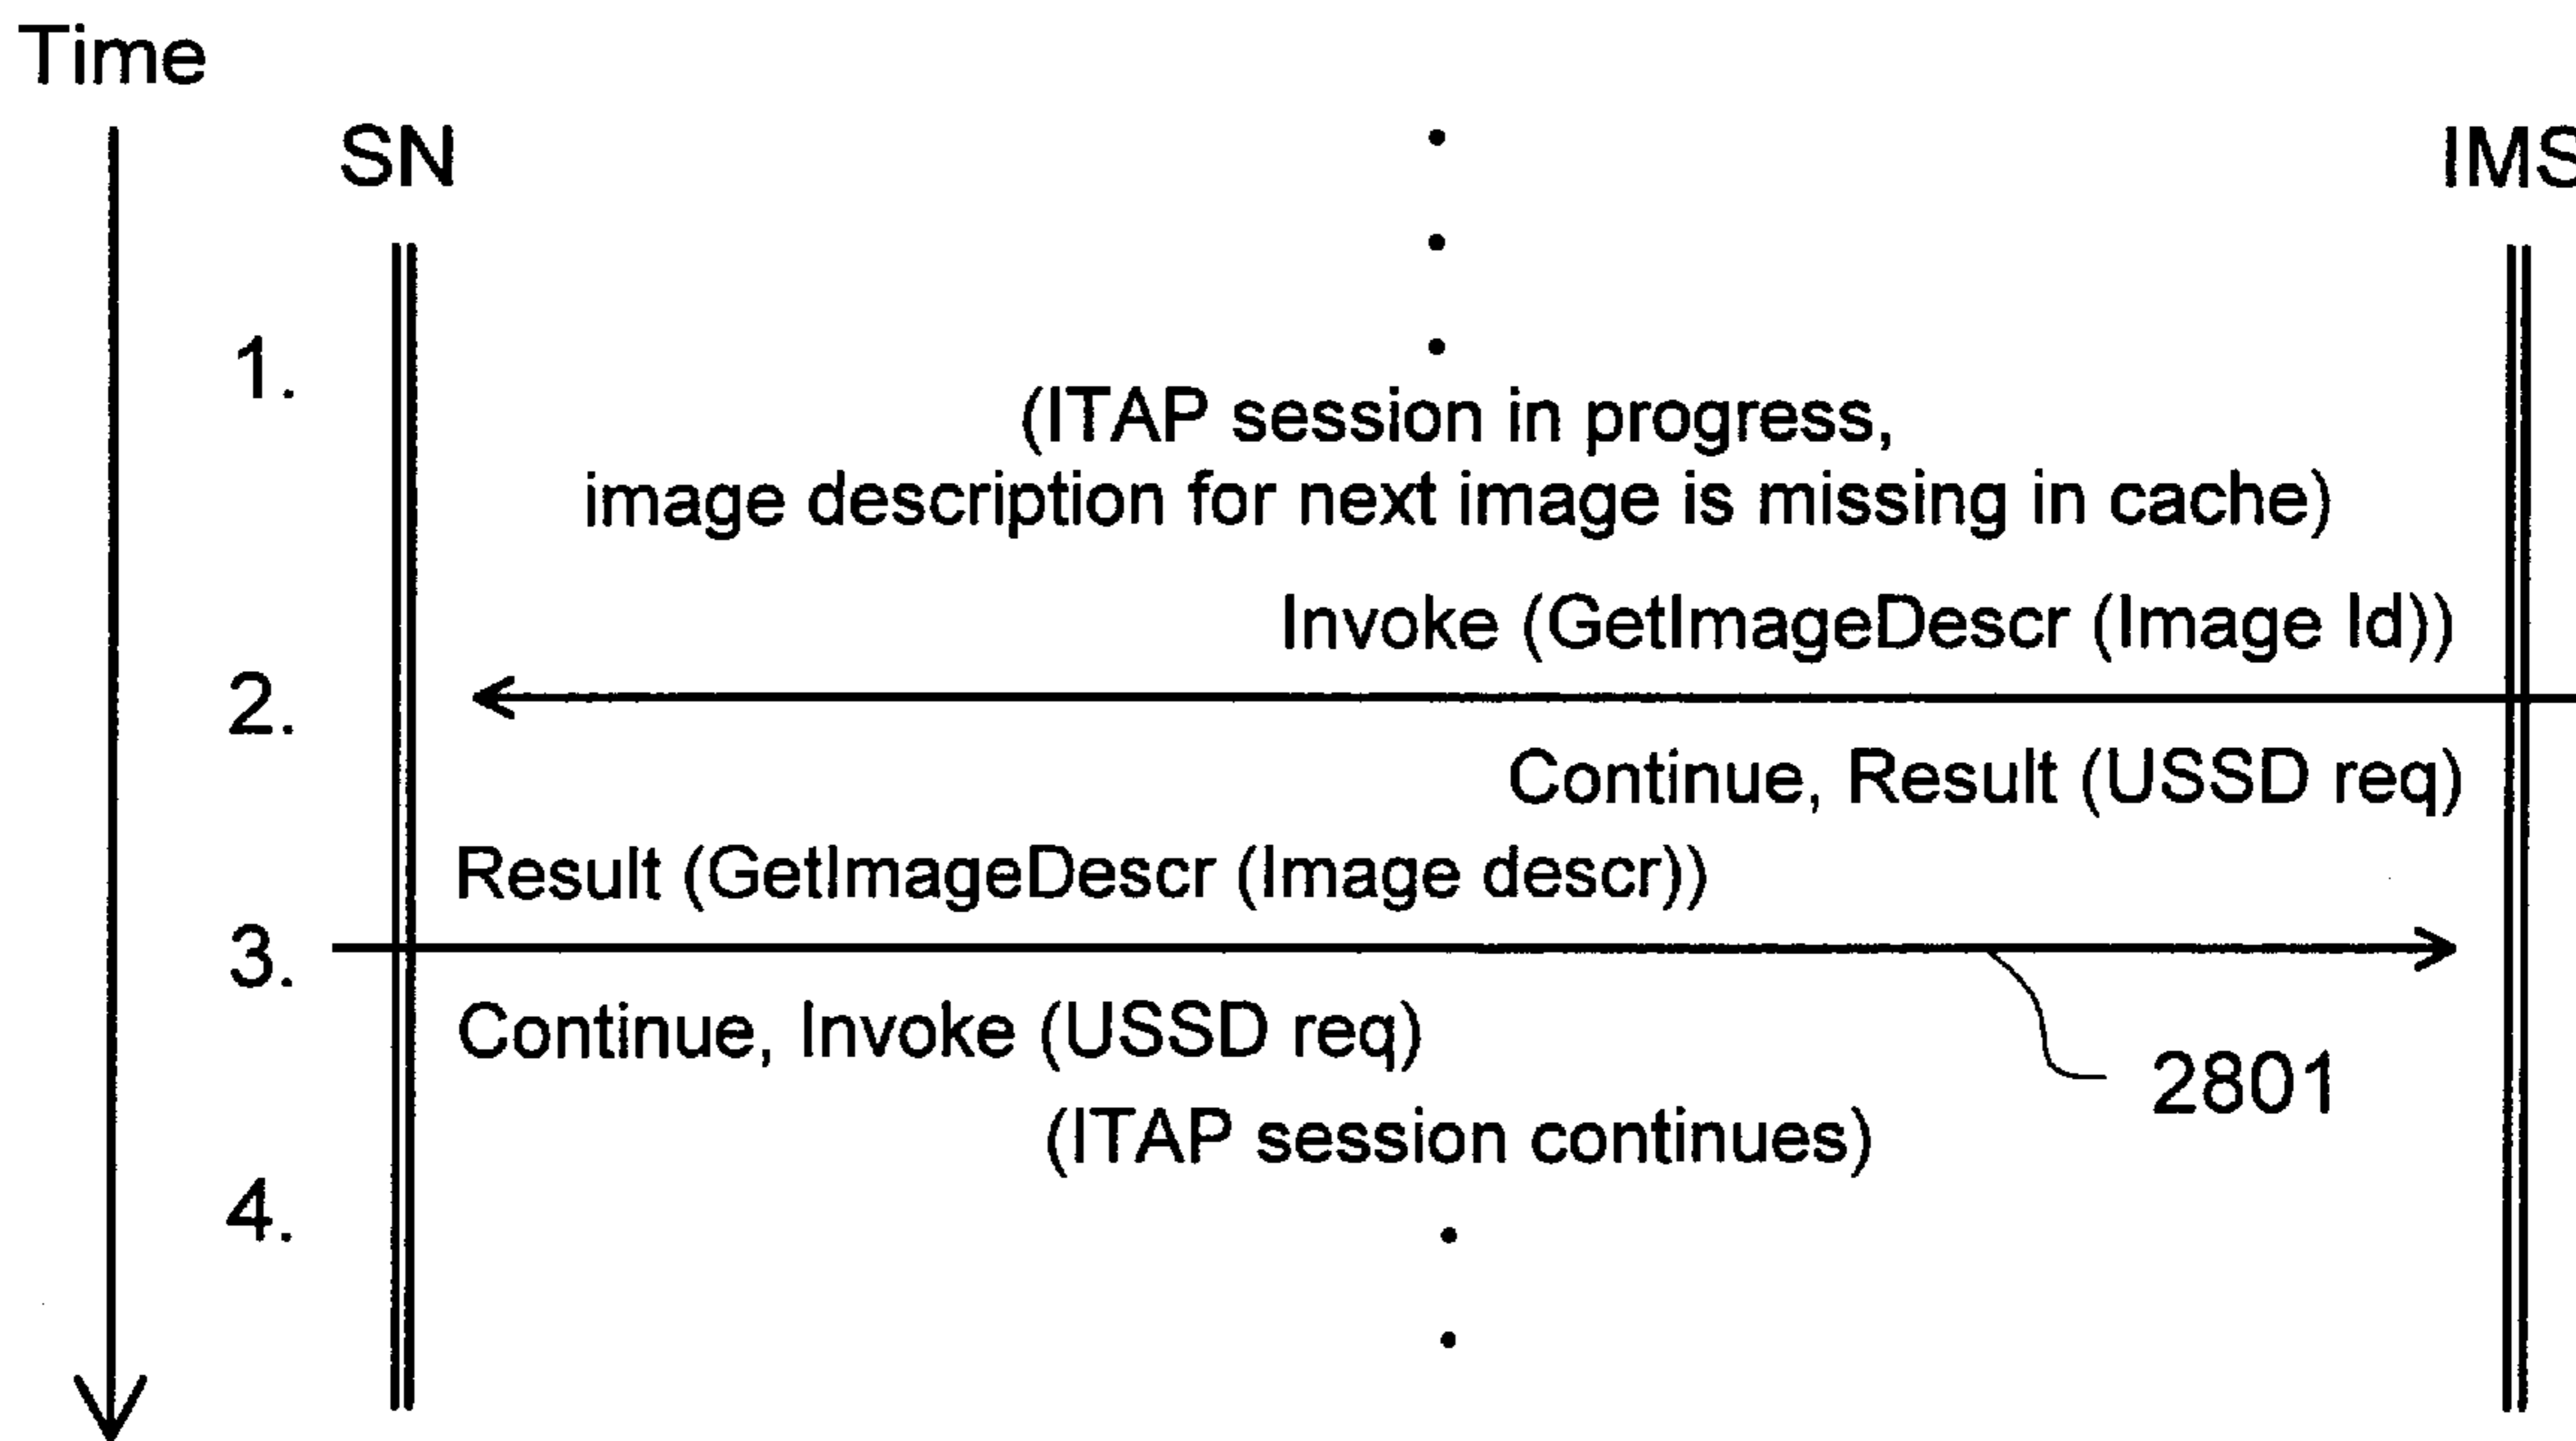 Time
SN
IMS
1.
(ITAP session in progress,
image description for next image is missing in cache)
Invoke (GetImageDescr (Image Id))
2.
Continue, Result (USSD req)
Result (GetImageDescr (Image descr))
3.
Continue, Invoke (USSD req)
2801
(ITAP session continues)
4.